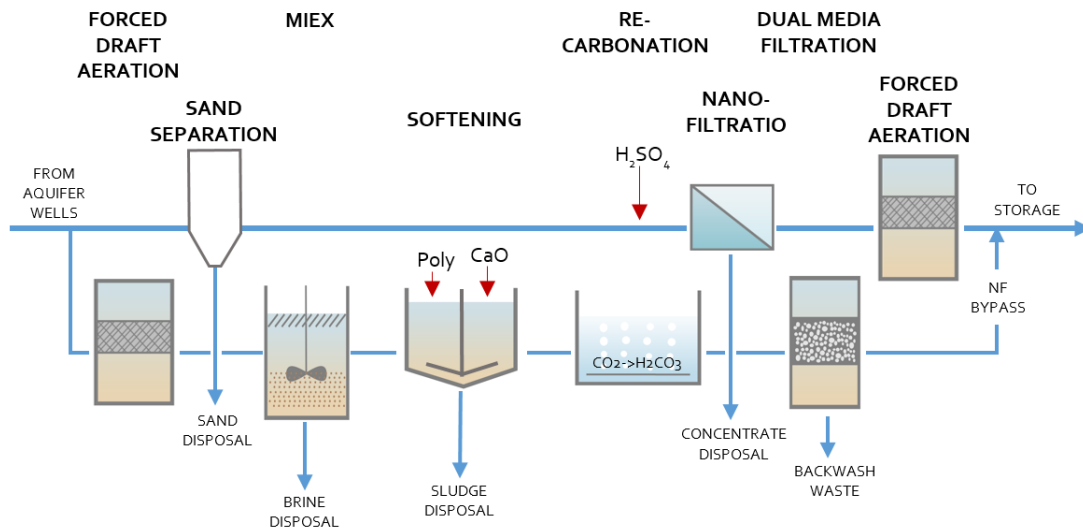 FORCED
DRAFT
AERATION
MIEX
RE-
CARBONATION
DUAL MEDIA
FILTRATION
SAND
SEPARATION
SOFTENING
NANO-
FILTRATIO
FORCED
DRAFT
AERATION
FROM
AQUIFER
WELLS
H₂SO₄
TO
STORAGE
Poly
CaO
NF
BYPASS
CO2->H2CO3
SAND
DISPOSAL
BRINE
DISPOSAL
SLUDGE
DISPOSAL
CONCENTRATE
DISPOSAL
BACKWASH
WASTE